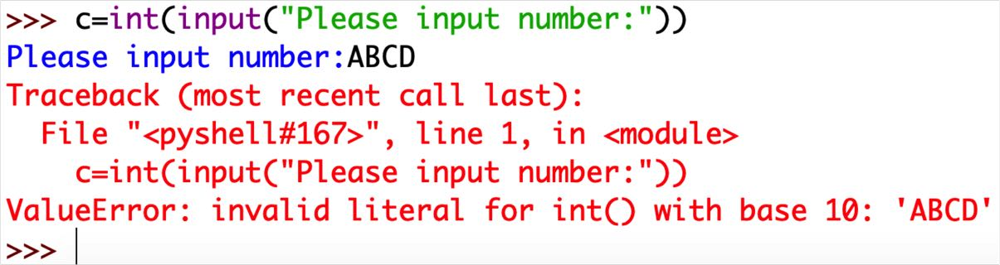 >>> c=int(input("Please input number:"))
Please input number:ABCD
Traceback (most recent call last):
  File "<pyshell#167>", line 1, in <module>
    c=int(input("Please input number:"))
ValueError: invalid literal for int() with base 10: 'ABCD'
>>>